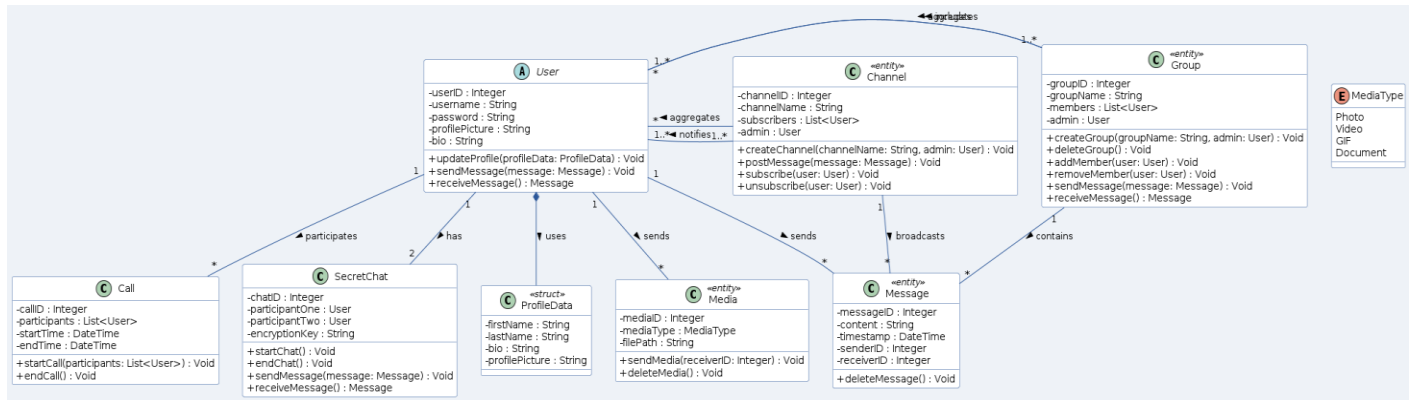 A User
-userID : Integer
-username : String
-password : String
-profilePicture : String
-bio : String
+updateProfile(profileData: ProfileData) : Void
+sendMessage(message: Message) : Void
+receiveMessage() : Message
«entity»
C Channel
-channelID : Integer
-channelName : String
-subscribers : List<User>
-admin : User
+createChannel(channelName: String, admin: User) : Void
+postMessage(message: Message) : Void
+subscribe(user: User) : Void
+unsubscribe(user: User) : Void
«entity»
C Group
-groupID : Integer
-groupName : String
-members : List<User>
-admin : User
+createGroup(groupName: String, admin: User) : Void
+deleteGroup() : Void
+addMember(user: User) : Void
+removeMember(user: User) : Void
+sendMessage(message: Message) : Void
+receiveMessage() : Message
E MediaType
Photo
Video
GIF
Document
1..*
1..*
*
* aggregates
1..* notifies 1..*
1
participates
*
1
has
2
uses
1
sends
*
1
sends
*
1
broadcasts
*
1
contains
*
C Call
-callID : Integer
-participants : List<User>
-startTime : DateTime
-endTime : DateTime
+startCall(participants: List<User>) : Void
+endCall() : Void
C SecretChat
-chatID : Integer
-participantOne : User
-participantTwo : User
-encryptionKey : String
+startChat() : Void
+endChat() : Void
+sendMessage(message: Message) : Void
+receiveMessage() : Message
«struct»
C ProfileData
-firstName : String
-lastName : String
-bio : String
-profilePicture : String
«entity»
C Media
-mediaID : Integer
-mediaType : MediaType
-filePath : String
+sendMedia(receiverID: Integer) : Void
+deleteMedia() : Void
«entity»
C Message
-messageID : Integer
-content : String
-timestamp : DateTime
-senderID : Integer
-receiverID : Integer
+deleteMessage() : Void